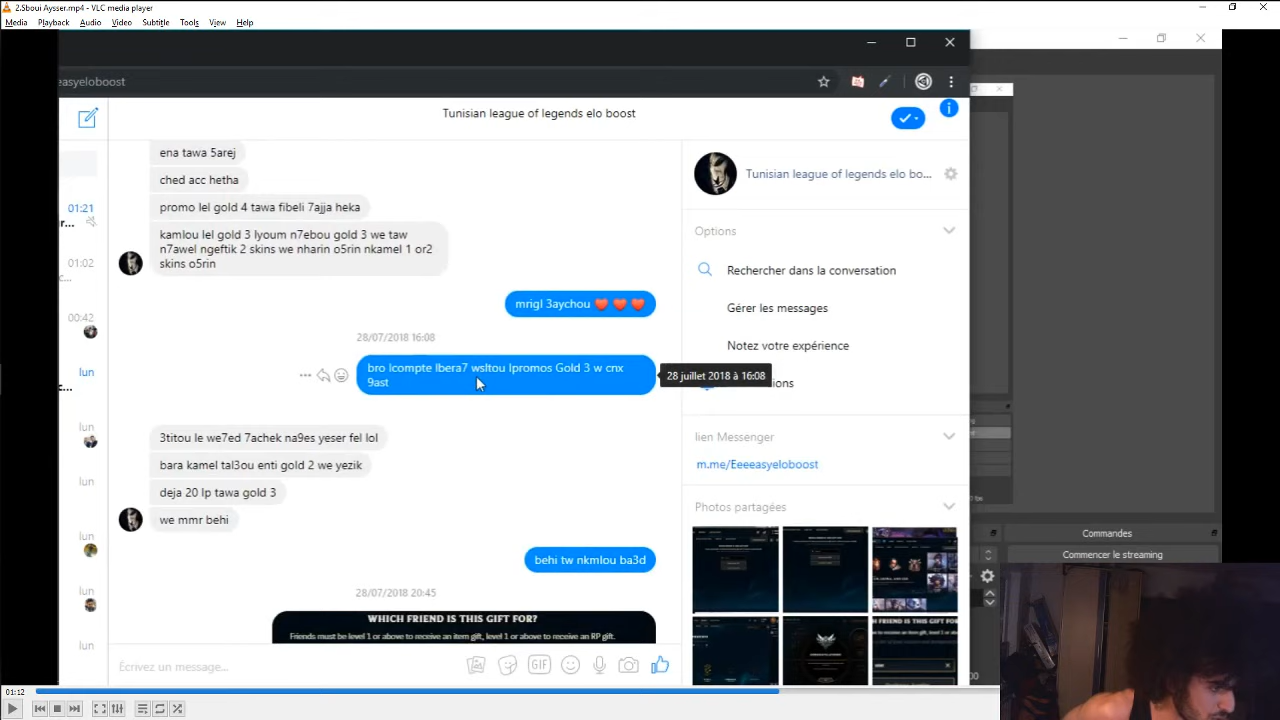 2.Sboui Aysser.mp4 - VLC media player
Media Playback Audio Video Subtitle Tools View Help
easyeloboost
Tunisian league of legends elo boost
ena tawa 5arej
ched acc hetha
promo lel gold 4 tawa fibeli 7ajja heka
kamlou lel gold 3 lyoum n7ebou gold 3 we taw
n7awel ngeftik 2 skins we nharin o5rin nkamel 1 or2
skins o5rin
mrigl 3aychou ❤️ ❤️ ❤️
28/07/2018 16:08
bro lcompte lbera7 wsltou lpromos Gold 3 w cnx
9ast
28 juillet 2018 à 16:08
3titou le we7ed 7achek na9es yeser fel lol
bara kamel tal3ou enti gold 2 we yezik
deja 20 lp tawa gold 3
we mmr behi
behi tw nkmlou ba3d
28/07/2018 20:45
WHICH FRIEND IS THIS GIFT FOR?
Friends must be level 1 or above to receive an item gift, level 1 or above to receive an RP gift.
Écrivez un message...
GIF
01:21
01:02
00:42
lun
lun
lun
lun
lun
lun
Tunisian league of legends elo bo...
Options
Rechercher dans la conversation
Gérer les messages
Notez votre expérience
lien Messenger
m.me/Eeeeasyeloboost
Photos partagées
Commandes
Commencer le streaming
01:12